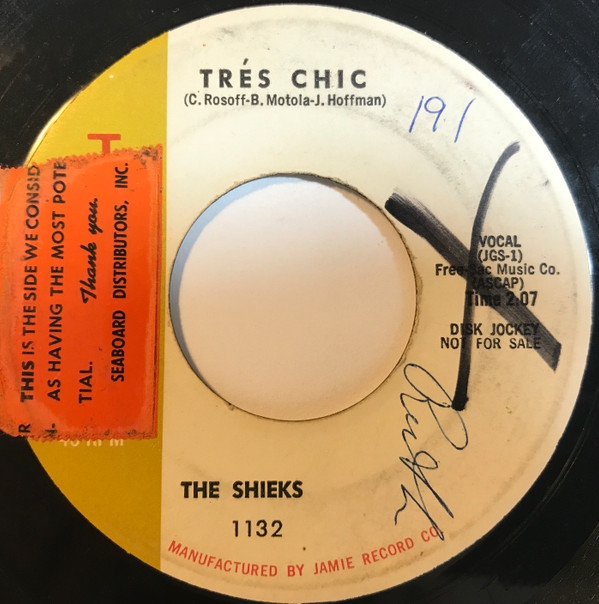 TRÉS CHIC
(C. Rosoff-B. Motola-J. Hoffman)
191
T
THIS IS THE SIDE WE CONSID
AS HAVING THE MOST POTE
TIAL. Thank you.
SEABOARD DISTRIBUTORS, INC.
VOCAL
(JGS-1)
Music Co.
(ASCAP)
Time 2:07
DISK JOCKEY
NOT FOR SALE
45 RPM
THE SHIEKS
1132
MANUFACTURED BY JAMIE RECORD CO